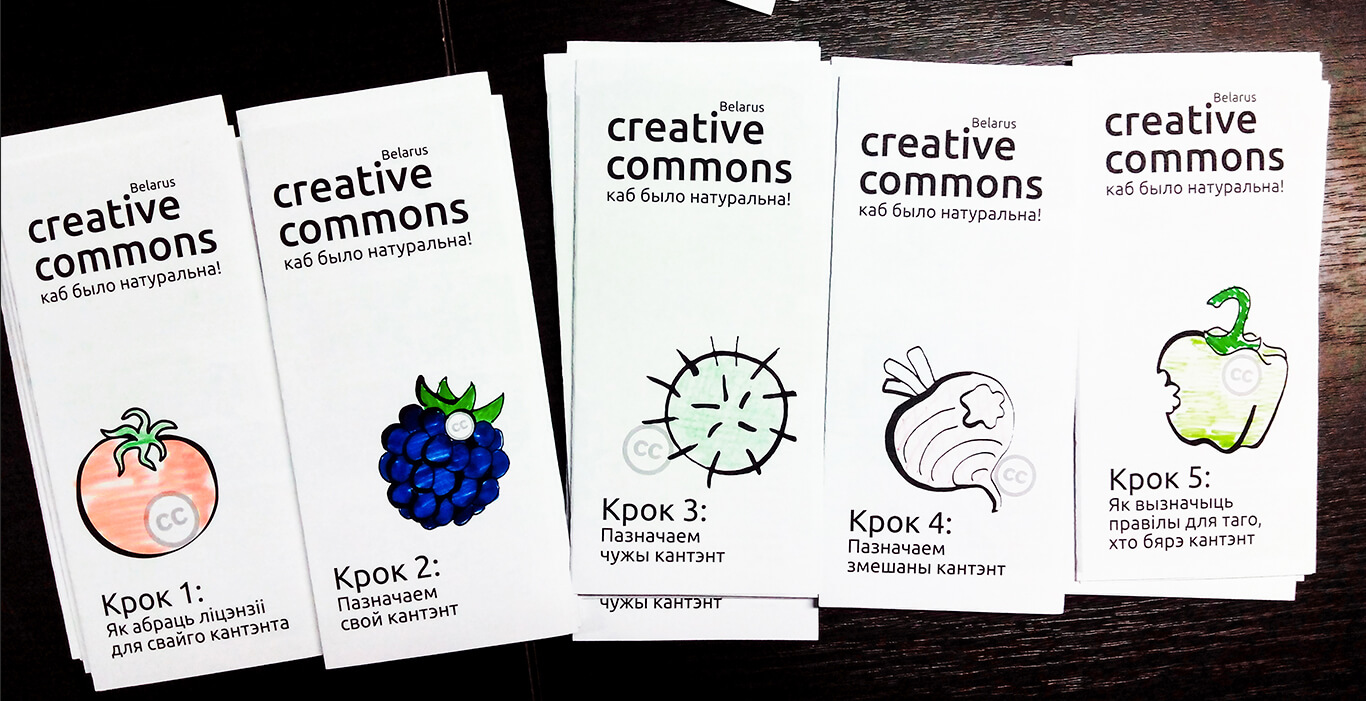 Belarus
creative
commons
каб было натуральна!
cc
Крок 1:
Як абраць ліцэнзіі
для свайго кантэнта
Belarus
creative
commons
каб было натуральна!
cc
Крок 2:
Пазначаем
свой кантэнт
Belarus
creative
commons
каб было натуральна!
cc
Крок 3:
Пазначаем
чужы кантэнт
чужы кантэнт
Belarus
creative
commons
каб было натуральна!
cc
Крок 4:
Пазначаем
змешаны кантэнт
Belarus
creative
commons
каб было натуральна!
cc
Крок 5:
Як вызначыць
правілы для таго,
хто бярэ кантэнт